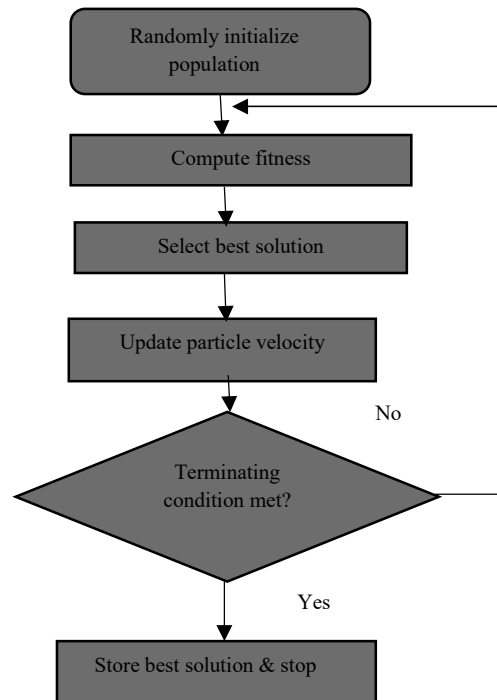 Randomly initialize
population
Compute fitness
Select best solution
Update particle velocity
No
Terminating
condition met?
Yes
Store best solution & stop